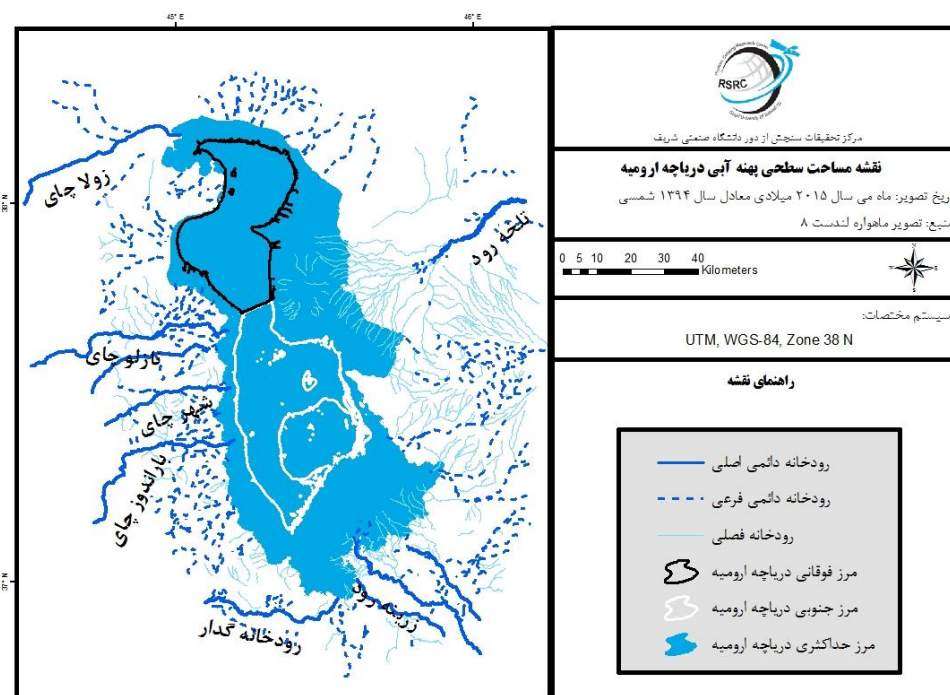 45° E
46° E
38° N
37° N
زولا چای
تلخه رود
نازلو چای
شهر چای
باراندوز چای
زرینه رود
رودخانه گدار
RSRC
مرکز تحقیقات سنجش از دور دانشگاه صنعتی شریف
نقشه مساحت سطحی پهنه آبی دریاچه ارومیه
ریخ تصویر: ماه می سال ۲۰۱۵ میلادی معادل سال ۱۳۹۴ شمسی
منبع: تصویر ماهواره لندست ۸
0 5 10 20 30 40
Kilometers
سیستم مختصات:
UTM, WGS-84, Zone 38 N
راهنمای نقشه
رودخانه دائمی اصلی
رودخانه دائمی فرعی
رودخانه فصلی
مرز فوقانی دریاچه ارومیه
مرز جنوبی دریاچه ارومیه
مرز حداکثری دریاچه ارومیه